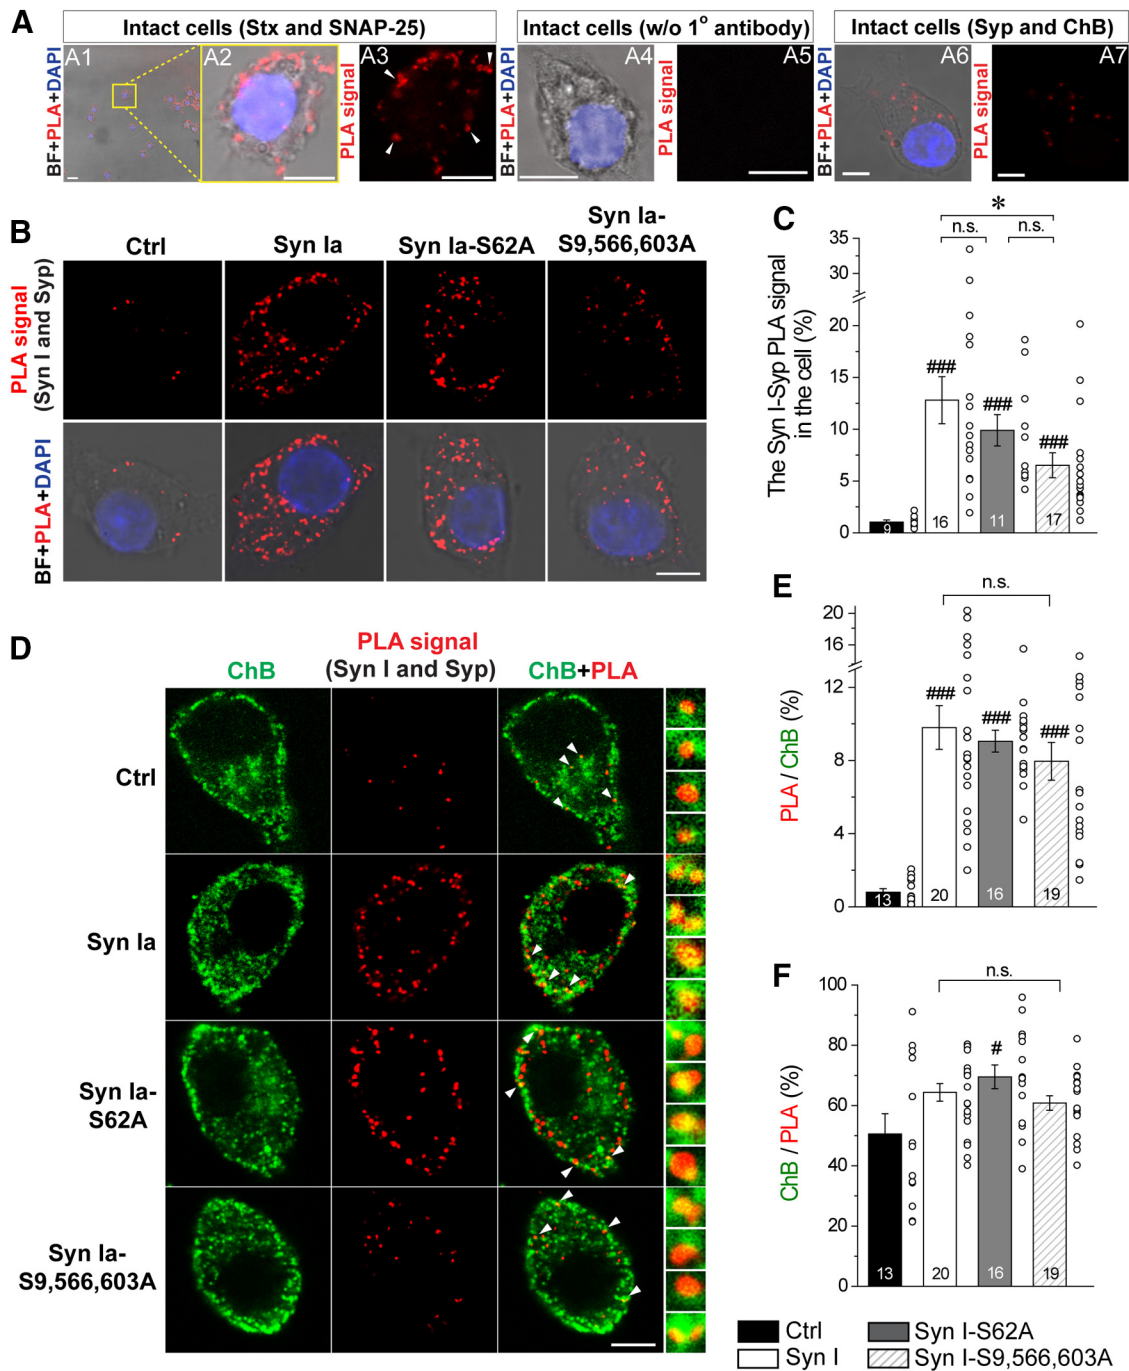 A
Intact cells (Stx and SNAP-25)
Intact cells (w/o 1° antibody)
Intact cells (Syp and ChB)
BF+PLA+DAPI
A1
A2
PLA signal
A3
BF+PLA+DAPI
A4
PLA signal
A5
BF+PLA+DAPI
A6
PLA signal
A7
B
Ctrl
Syn Ia
Syn Ia-S62A
Syn Ia-
S9,566,603A
PLA signal
(Syn I and Syp)
BF+PLA+DAPI
C
The Syn I-Syp PLA signal
in the cell (%)
35
30
20
15
10
5
0
*
n.s.
n.s.
###
###
###
9
16
11
17
D
ChB
PLA signal
(Syn I and Syp)
ChB+PLA
Ctrl
Syn Ia
Syn Ia-
S62A
Syn Ia-
S9,566,603A
E
PLA / ChB (%)
20
16
12
8
4
0
n.s.
###
###
###
13
20
16
19
F
ChB / PLA (%)
100
80
60
40
20
0
n.s.
#
13
20
16
19
Ctrl
Syn I-S62A
Syn I
Syn I-S9,566,603A